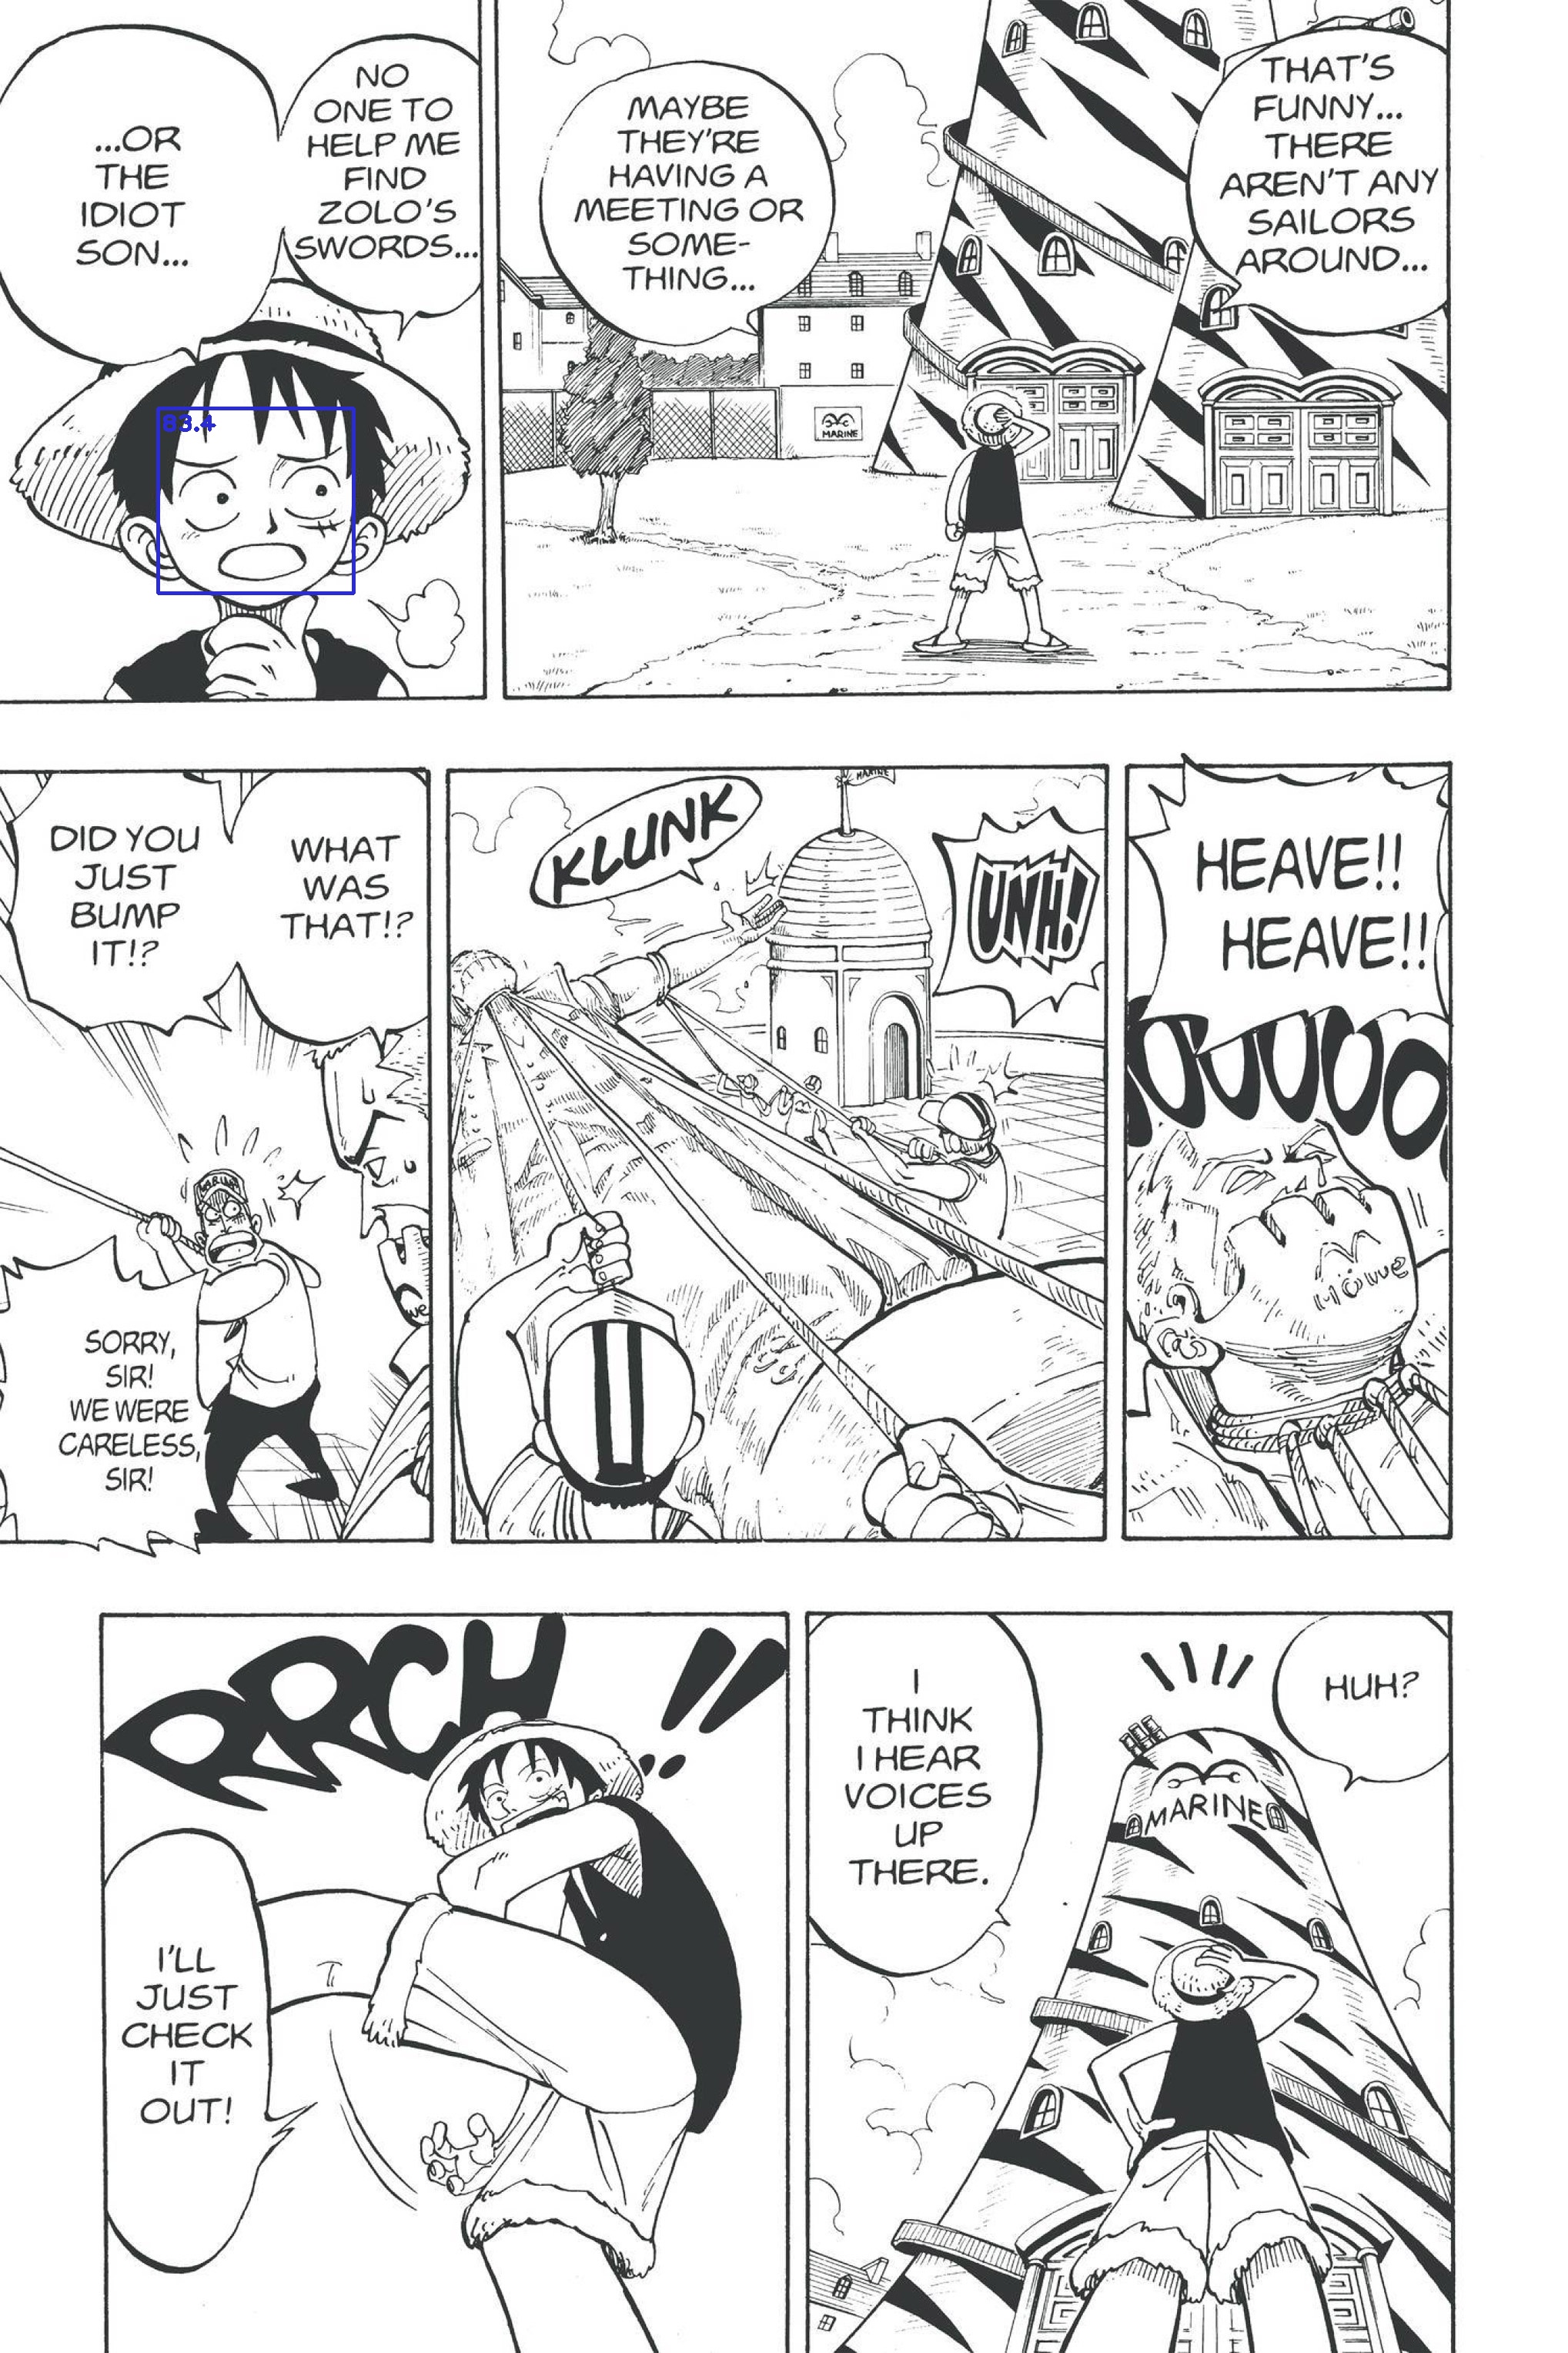 THAT'S
FUNNY...
THERE
AREN'T ANY
SAILORS
AROUND...
MAYBE
THEY'RE
HAVING A
MEETING OR
SOME-
THING...
MARINE
NO
ONE TO
HELP ME
FIND
ZOLO'S
SWORDS...
...OR
THE
IDIOT
SON...
83.4
HEAVE!!
HEAVE!!
Möwe
UNH!
KLUNK
MARINE
WHAT
WAS
THAT!?
DID YOU
JUST
BUMP
IT!?
SORRY,
SIR!
WE WERE
CARELESS,
SIR!
HUH?
I
THINK
I HEAR
VOICES
UP
THERE.
MARINE
RRCH!!
I'LL
JUST
CHECK
IT
OUT!